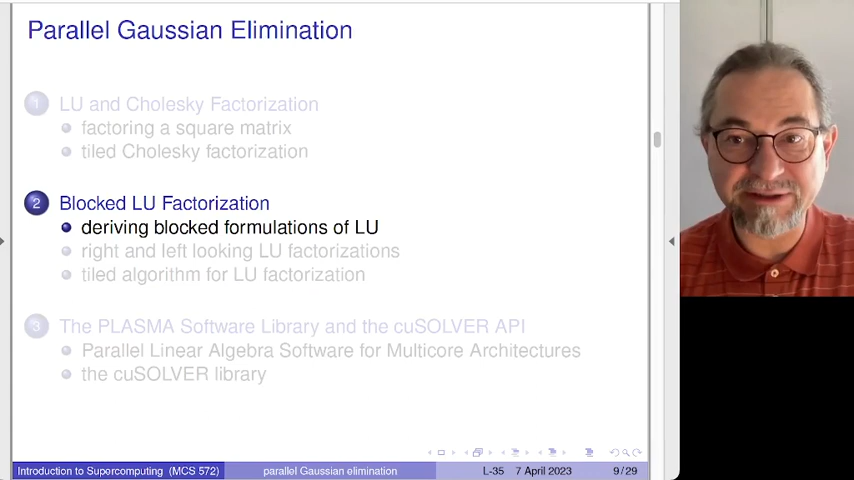 Parallel Gaussian Elimination
1 LU and Cholesky Factorization
factoring a square matrix
tiled Cholesky factorization
2 Blocked LU Factorization
deriving blocked formulations of LU
right and left looking LU factorizations
tiled algorithm for LU factorization
3 The PLASMA Software Library and the cuSOLVER API
Parallel Linear Algebra Software for Multicore Architectures
the cuSOLVER library
Introduction to Supercomputing (MCS 572) parallel Gaussian elimination L-35 7 April 2023 9/29